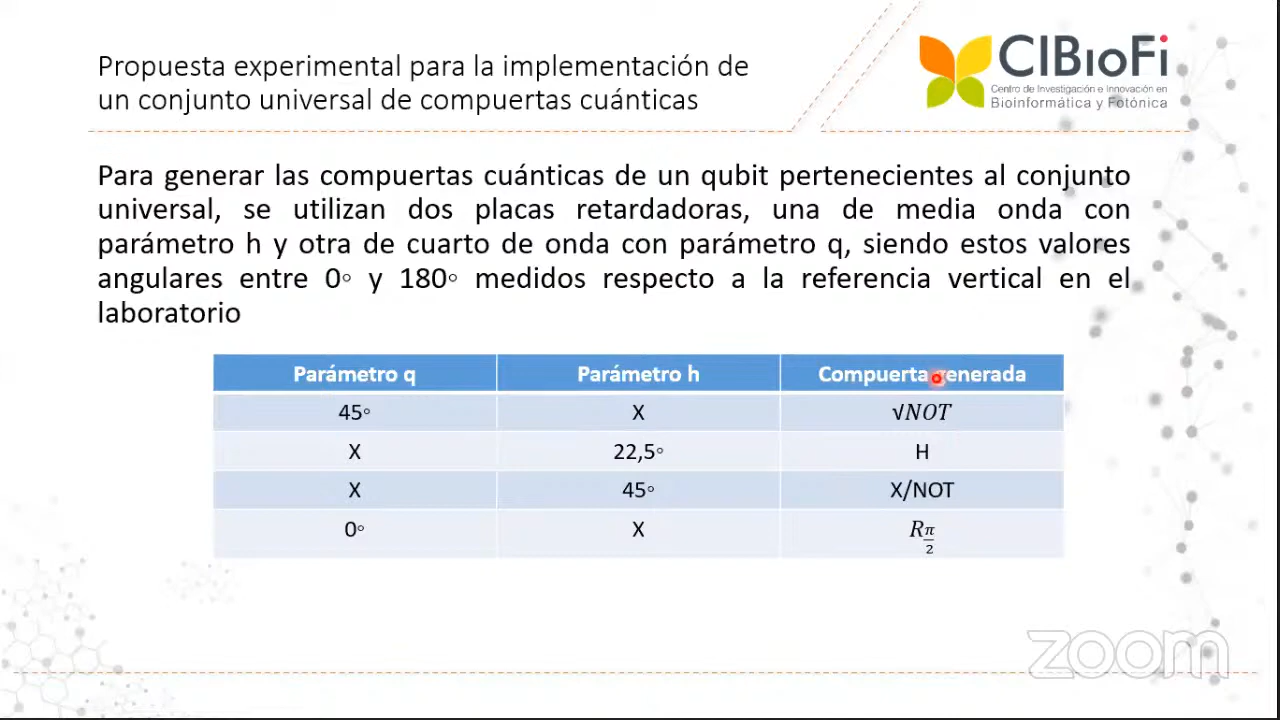 Propuesta experimental para la implementación de
un conjunto universal de compuertas cuánticas
CIBioFi
Centro de Investigación e Innovación en
Bioinformática y Fotónica
Para generar las compuertas cuánticas de un qubit pertenecientes al conjunto
universal, se utilizan dos placas retardadoras, una de media onda con
parámetro h y otra de cuarto de onda con parámetro q, siendo estos valores
angulares entre 0◦ y 180◦ medidos respecto a la referencia vertical en el
laboratorio
Parámetro q Parámetro h Compuerta generada
45◦ X √NOT
X 22,5◦ H
X 45◦ X/NOT
0◦ X R π/2
zoom